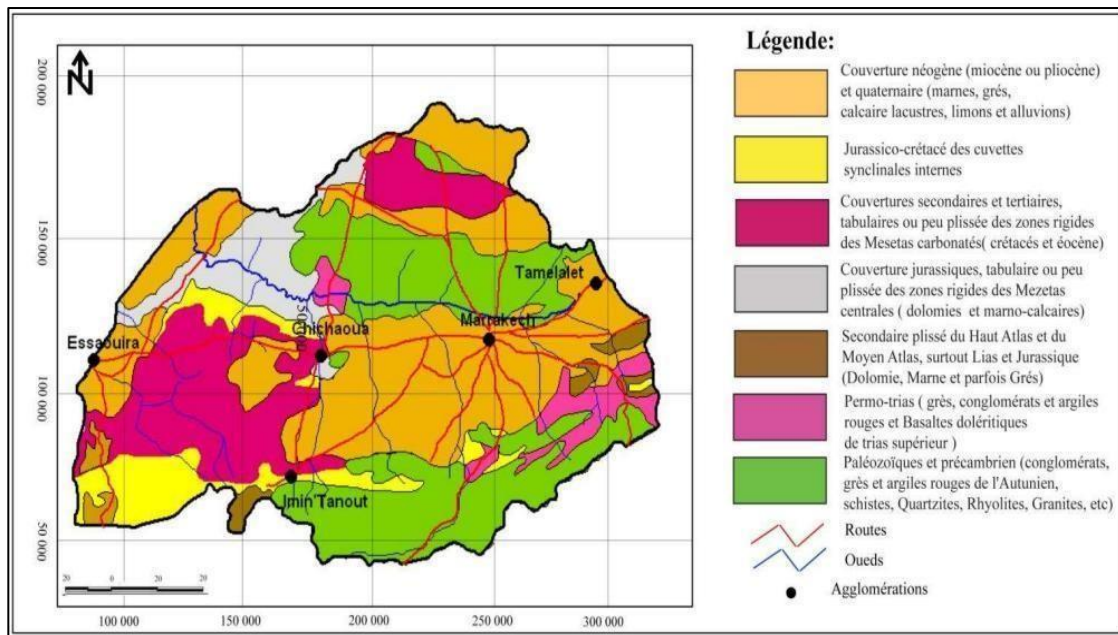 N
200 000
150 000
100 000
50 000
Tamelalet
Marrakech
Chichaoua
Essaouira
Imin'Tanout
20 0 20
100 000 150 000 200 000 250 000 300 000
Légende:
Couverture néogène (miocène ou pliocène)
et quaternaire (marnes, grés,
calcaire lacustres, limons et alluvions)
Jurassico-crétacé des cuvettes
synclinales internes
Couvertures secondaires et tertiaires,
tabulaires ou peu plissée des zones rigides
des Mesetas carbonatés( crétacés et éocène)
Couverture jurassiques, tabulaire ou peu
plissée des zones rigides des Mezetas
centrales ( dolomies et marno-calcaires)
Secondaire plissé du Haut Atlas et du
Moyen Atlas, surtout Lias et Jurassique
(Dolomie, Marne et parfois Grés)
Permo-trias ( grès, conglomérats et argiles
rouges et Basaltes doléritiques
de trias supérieur )
Paléozoïques et précambrien (conglomérats,
grès et argiles rouges de l'Autunien,
schistes, Quartzites, Rhyolites, Granites, etc)
Routes
Oueds
Agglomérations